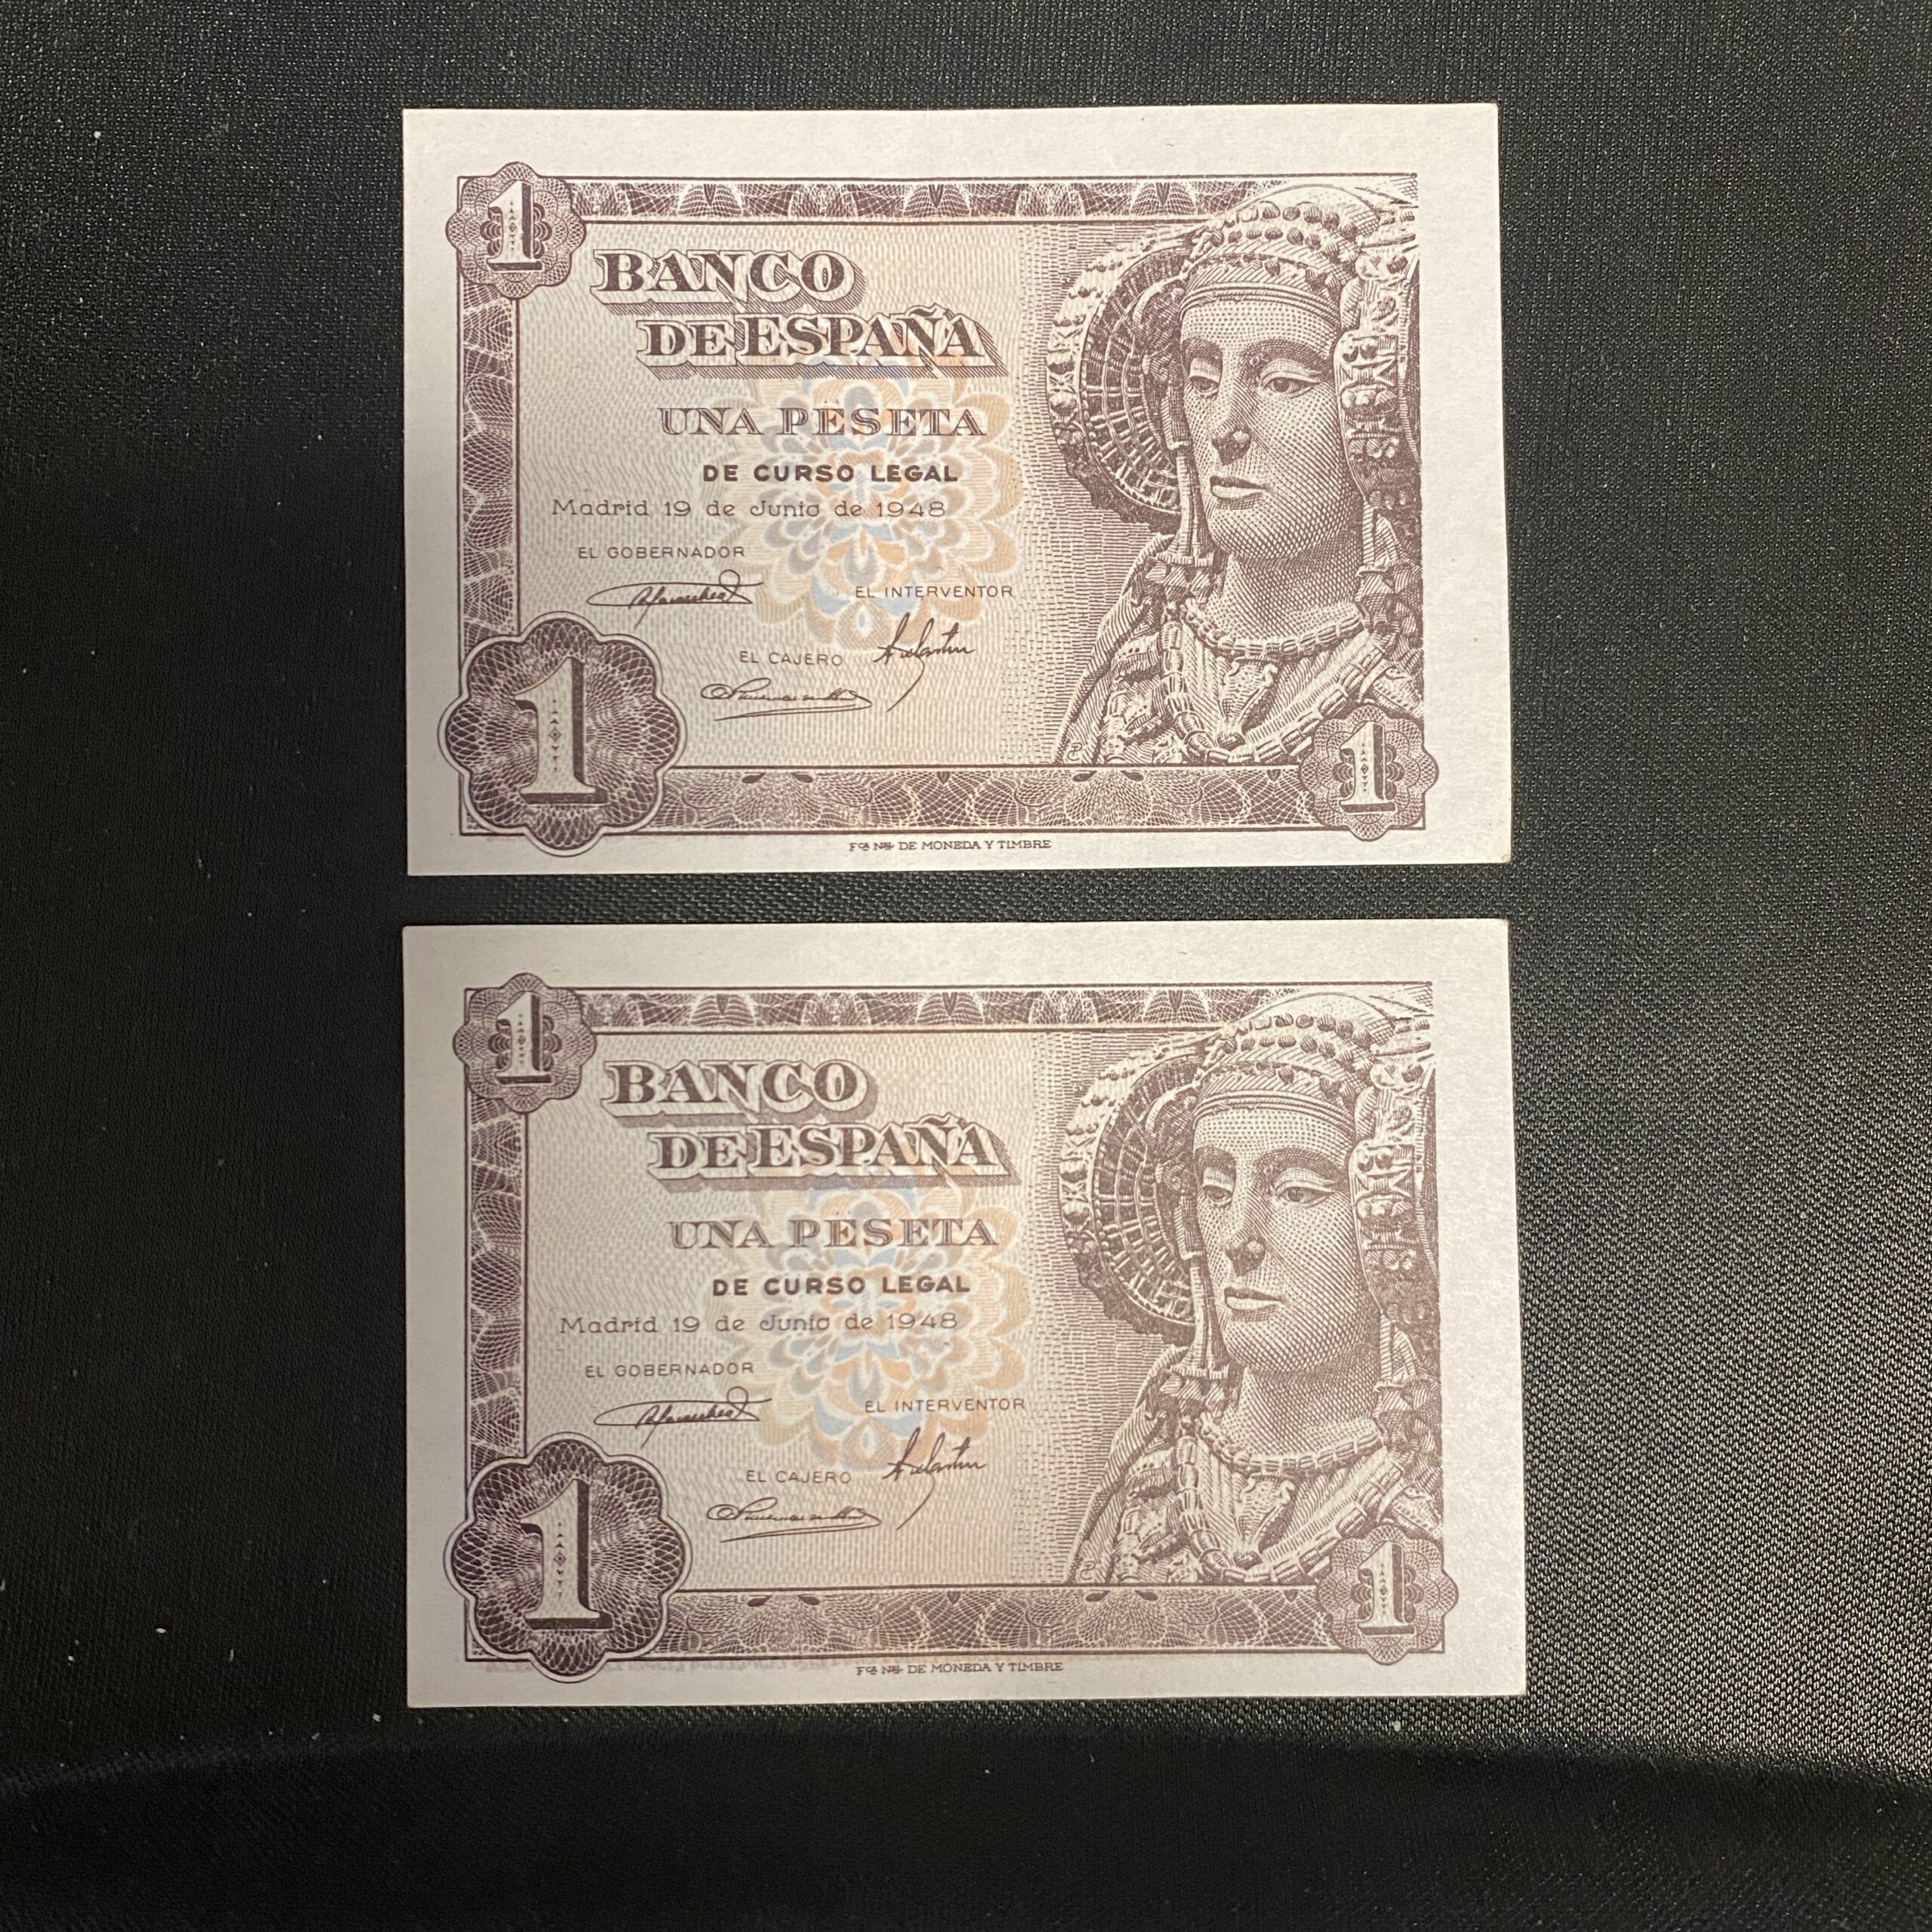 1
BANCO
DE ESPAÑA
UNA PESETA
DE CURSO LEGAL
Madrid 19 de Junio de 1948
EL GOBERNADOR
EL INTERVENTOR
EL CAJERO
1
1
Fca. Nal. DE MONEDA Y TIMBRE
1
BANCO
DE ESPAÑA
UNA PESETA
DE CURSO LEGAL
Madrid 19 de Junio de 1948
EL GOBERNADOR
EL INTERVENTOR
EL CAJERO
1
1
Fca. Nal. DE MONEDA Y TIMBRE